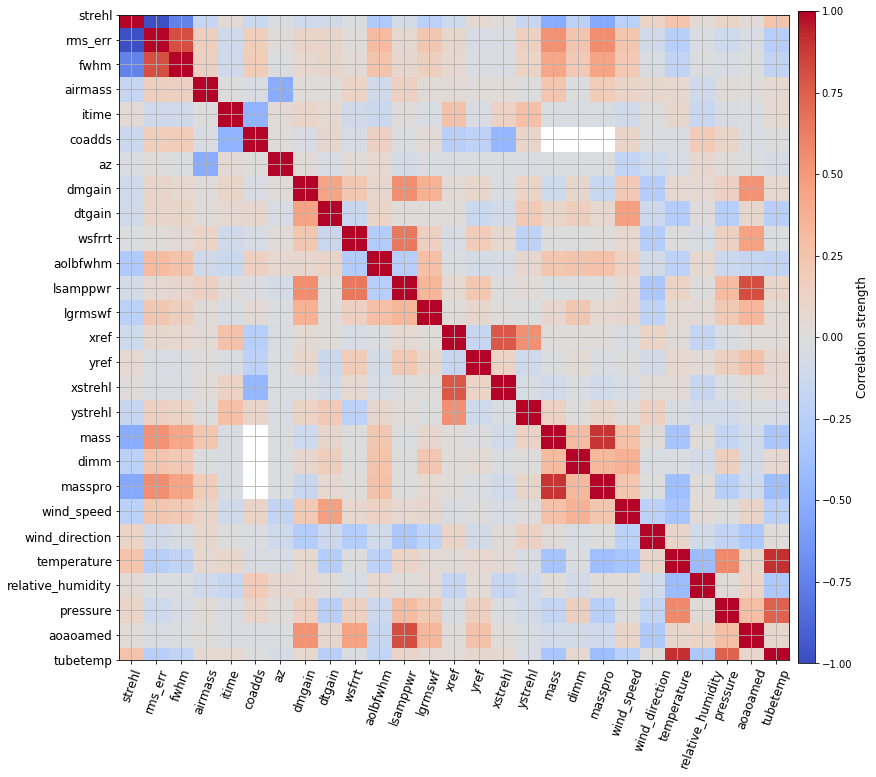 strehl
rms_err
fwhm
airmass
itime
coadds
az
dmgain
dtgain
wsfrrt
aolbfwhm
lsamppwr
lgrmswf
xref
yref
xstrehl
ystrehl
mass
dimm
masspro
wind_speed
wind_direction
temperature
relative_humidity
pressure
aoaoamed
tubetemp
strehl
rms_err
fwhm
airmass
itime
coadds
az
dmgain
dtgain
wsfrrt
aolbfwhm
lsamppwr
lgrmswf
xref
yref
xstrehl
ystrehl
mass
dimm
masspro
wind_speed
wind_direction
temperature
relative_humidity
pressure
aoaoamed
tubetemp
1.00
0.75
0.50
0.25
0.00
−0.25
−0.50
−0.75
−1.00
Correlation strength